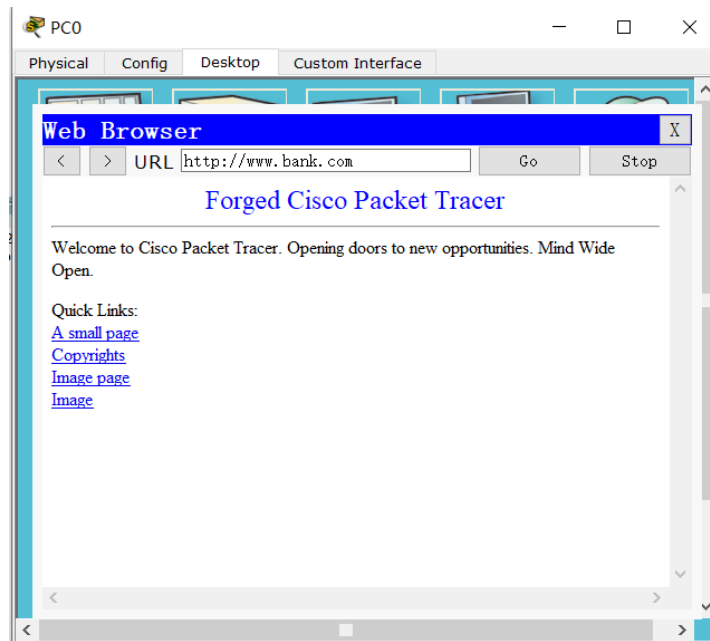 PC0
Physical Config Desktop Custom Interface
Web Browser X
< > URL http://www.bank.com Go Stop
Forged Cisco Packet Tracer
Welcome to Cisco Packet Tracer. Opening doors to new opportunities. Mind Wide
Open.
Quick Links:
A small page
Copyrights
Image page
Image